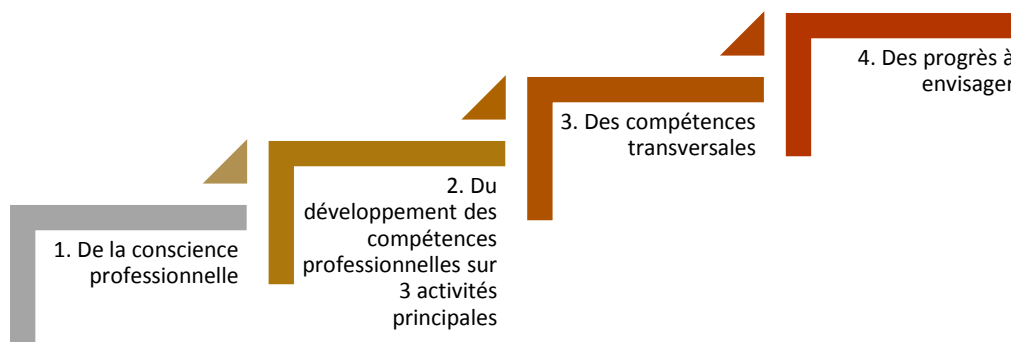 1. De la conscience
professionnelle
2. Du
développement des
compétences
professionnelles sur
3 activités
principales
3. Des compétences
transversales
4. Des progrès à
envisager